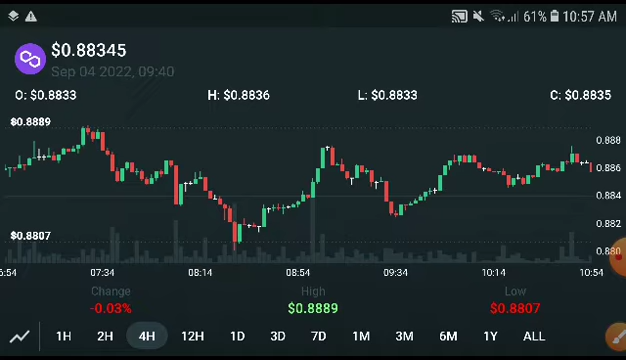 61% 10:57 AM
$0.88345
Sep 04 2022, 09:40
O: $0.8833 H: $0.8836 L: $0.8833 C: $0.8835
$0.8889
0.888
0.886
0.884
0.882
$0.8807
0.880
6:54 07:34 08:14 08:54 09:34 10:14 10:54
Change High Low
-0.03% $0.8889 $0.8807
1H 2H 4H 12H 1D 3D 7D 1M 3M 6M 1Y ALL